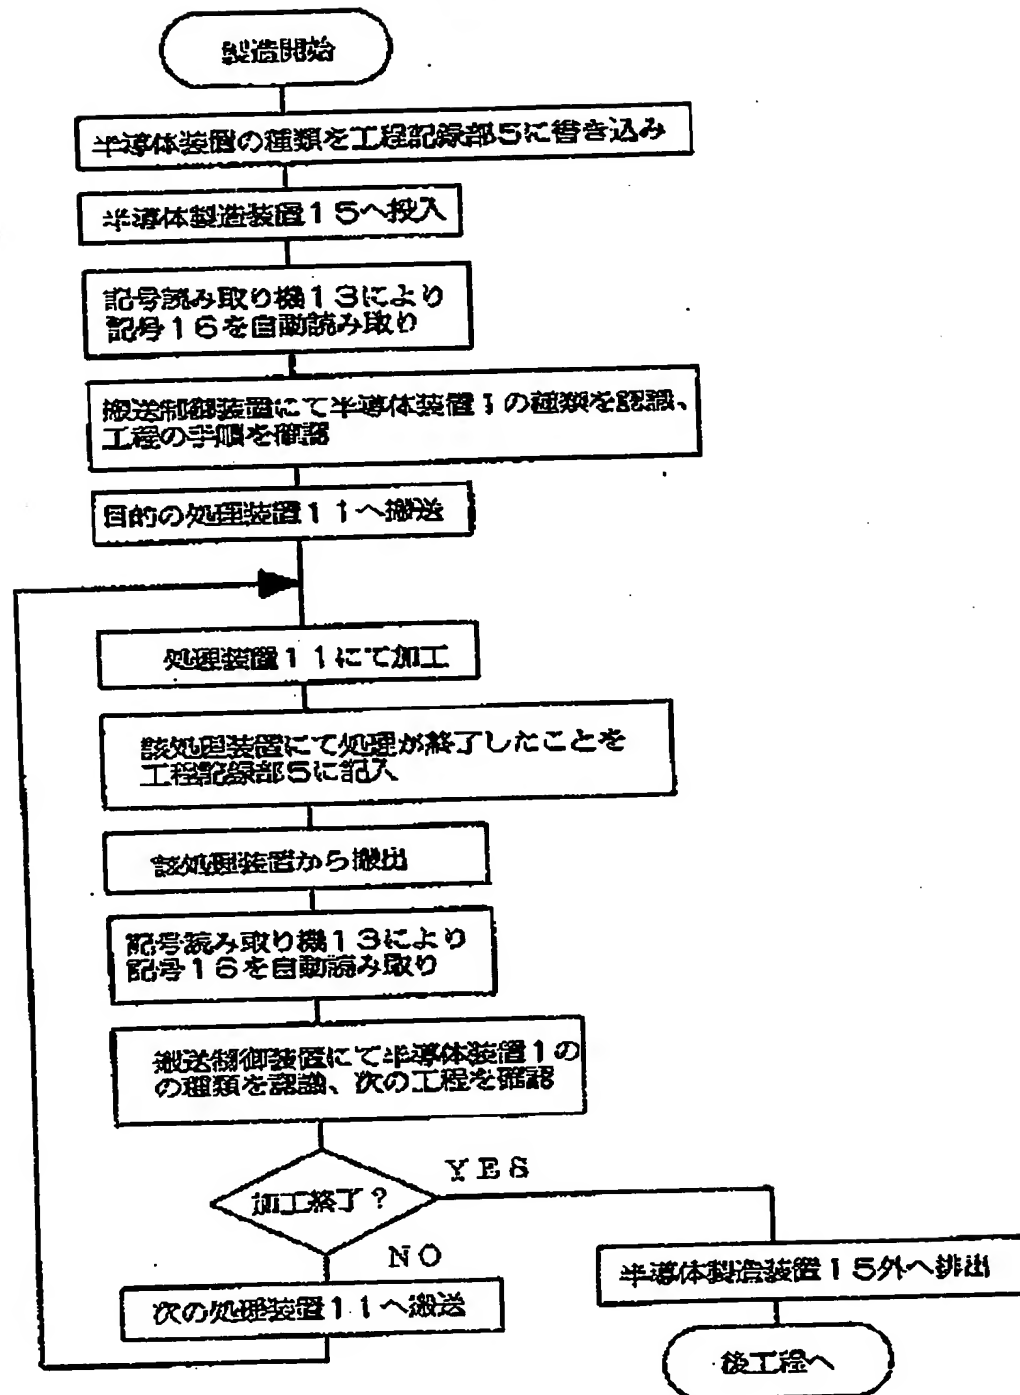 製造開始
半導体装置の種類を工程記録部5に書き込み
半導体製造装置15へ投入
記号読み取り機13により
記号16を自動読み取り
搬送制御装置にて半導体装置1の種類を認識、
工程の手順を確認
目的の処理装置11へ搬送
処理装置11にて加工
該処理装置にて処理が終了したことを
工程記録部5に記入
該処理装置から搬出
記号読み取り機13により
記号16を自動読み取り
搬送制御装置にて半導体装置1の
の種類を認識、次の工程を確認
加工終了?
YES
NO
半導体製造装置15外へ排出
次の処理装置11へ搬送
後工程へ